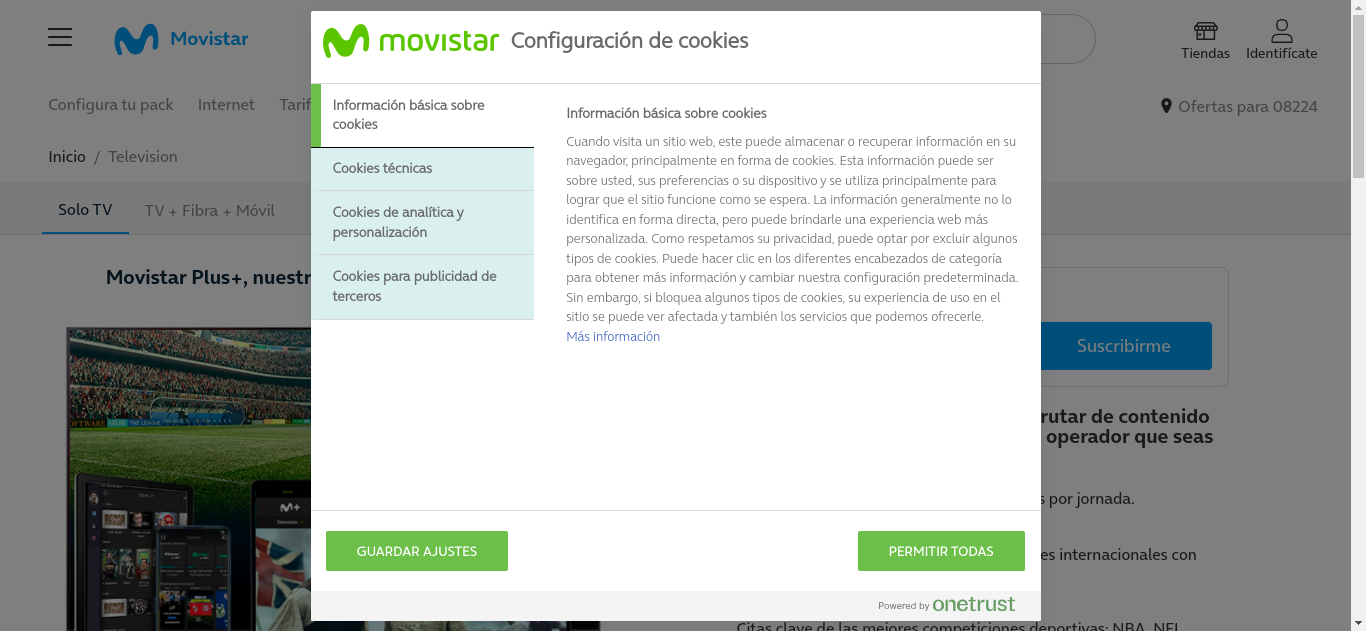 Movistar
Tiendas
Identifícate
Configura tu pack
Internet
Tarif
Ofertas para 08224
Inicio / Television
Solo TV
TV + Fibra + Móvil
Movistar Plus+, nuestr
Suscribirme
rutar de contenido
operador que seas
s por jornada.
es internacionales con
Citas clave de las mejores competiciones deportivas: NBA, NFL
movistar
Configuración de cookies
Información básica sobre
cookies
Cookies técnicas
Cookies de analítica y
personalización
Cookies para publicidad de
terceros
Información básica sobre cookies
Cuando visita un sitio web, este puede almacenar o recuperar información en su
navegador, principalmente en forma de cookies. Esta información puede ser
sobre usted, sus preferencias o su dispositivo y se utiliza principalmente para
lograr que el sitio funcione como se espera. La información generalmente no lo
identifica en forma directa, pero puede brindarle una experiencia web más
personalizada. Como respetamos su privacidad, puede optar por excluir algunos
tipos de cookies. Puede hacer clic en los diferentes encabezados de categoría
para obtener más información y cambiar nuestra configuración predeterminada.
Sin embargo, si bloquea algunos tipos de cookies, su experiencia de uso en el
sitio se puede ver afectada y también los servicios que podemos ofrecerle.
Más información
GUARDAR AJUSTES
PERMITIR TODAS
Powered by onetrust